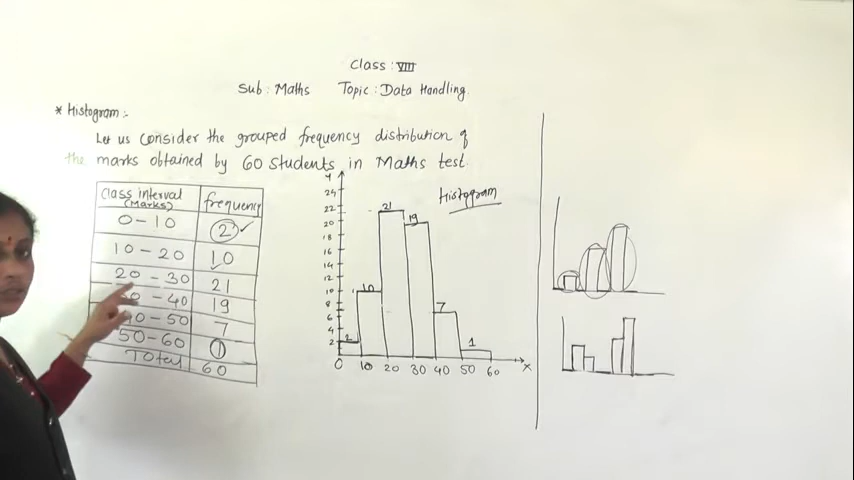 Class : VIII
Sub : Maths Topic : Data Handling
* Histogram :-
Let us consider the grouped frequency distribution of
the marks obtained by 60 students in Maths test.
Class interval (Marks) frequency
0-10 2
10-20 10
20-30 21
-40 19
40-50 7
50-60 1
Total 60
Histogram
Y
24
22
20
18
16
14
12
10
8
6
4
2
2 10 21 19 7 1
0 10 20 30 40 50 60 X